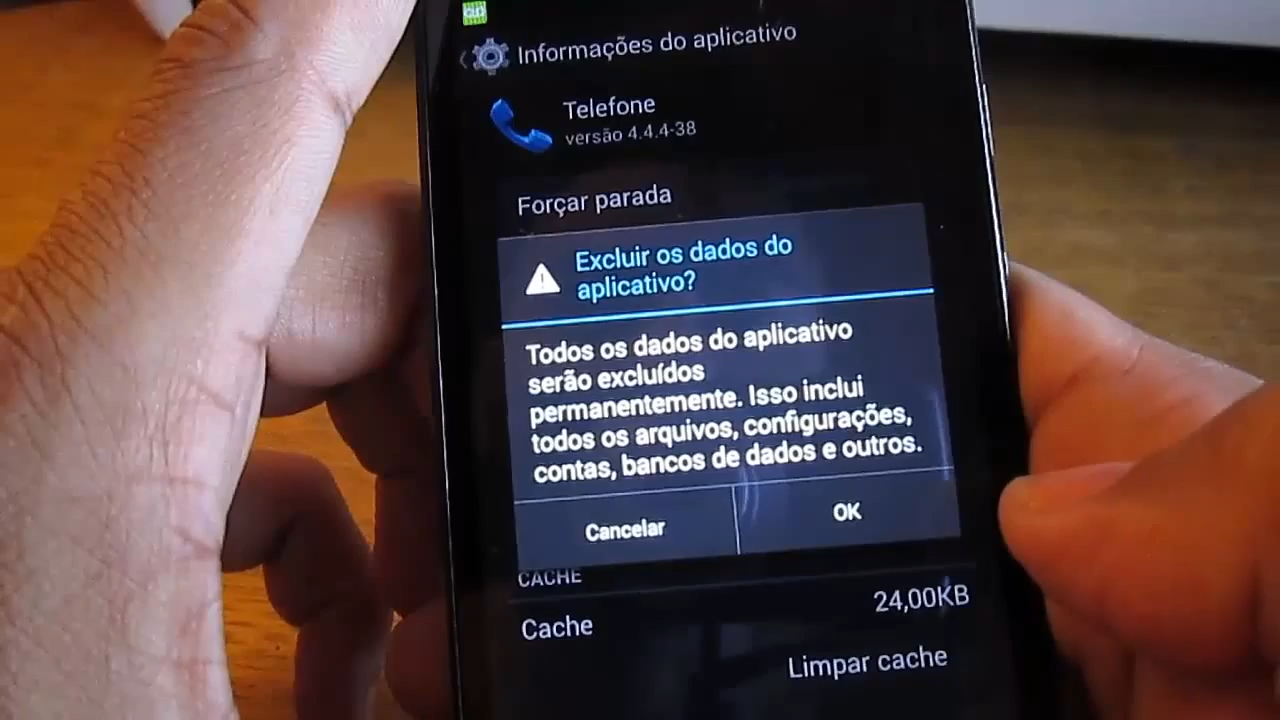 Informações do aplicativo
Telefone
versão 4.4.4-38
Forçar parada
Excluir os dados do
aplicativo?
Todos os dados do aplicativo
serão excluídos
permanentemente. Isso inclui
todos os arquivos, configurações,
contas, bancos de dados e outros.
Cancelar
OK
CACHE
Cache
24,00KB
Limpar cache